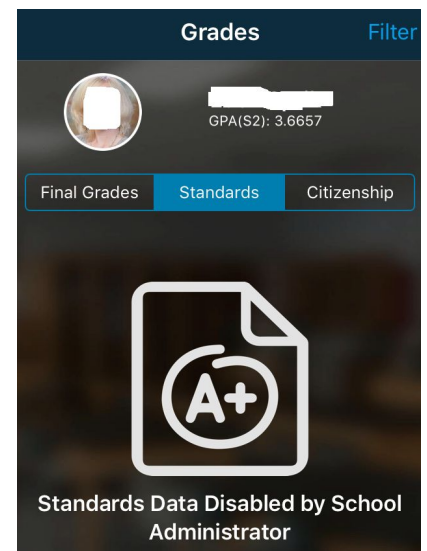 Grades
Filter
GPA(S2): 3.6657
Final Grades
Standards
Citizenship
A+
Standards Data Disabled by School
Administrator